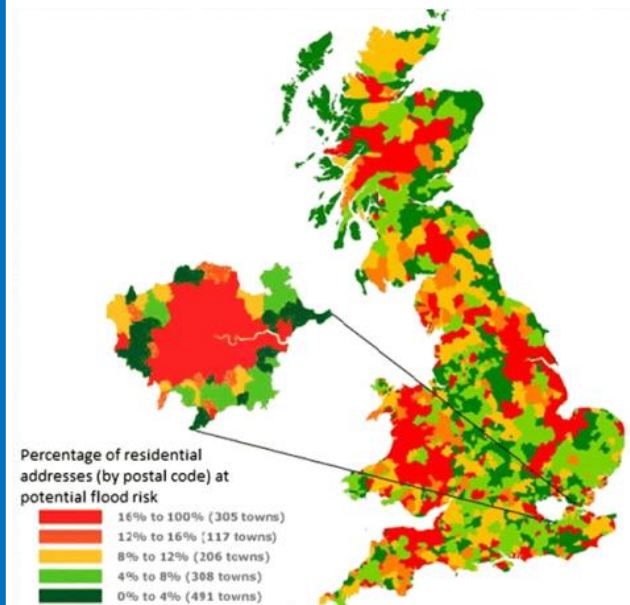 Percentage of residential
addresses (by postal code) at
potential flood risk
16% to 100% (305 towns)
12% to 16% (117 towns)
8% to 12% (206 towns)
4% to 8% (308 towns)
0% to 4% (491 towns)